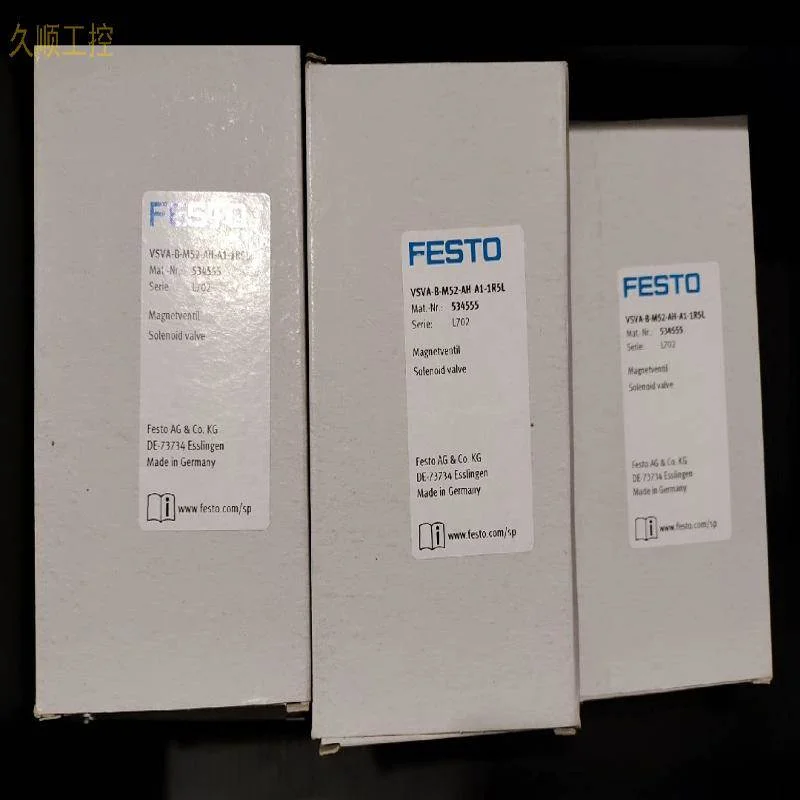 久顺工控
FESTO
VSVA-B-M52-AH-A1-1R5L
Mat.-Nr.: 534555
Serie: L702
Magnetventil
Solenoid valve
Festo AG & Co. KG
DE-73734 Esslingen
Made in Germany
www.festo.com/sp
FESTO
VSVA-B-M52-AH A1-1R5L
Mat.-Nr.: 534555
Serie: L702
Magnetventil
Solenoid valve
Festo AG & Co. KG
DE-73734 Esslingen
Made in Germany
www.festo.com/sp
FESTO
VSVA-B-M52-AH-A1-1R5L
Mat.-Nr.: 534555
Serie: L702
Magnetventil
Solenoid valve
Festo AG & Co. KG
DE-73734 Esslingen
Made in Germany
www.festo.com/sp